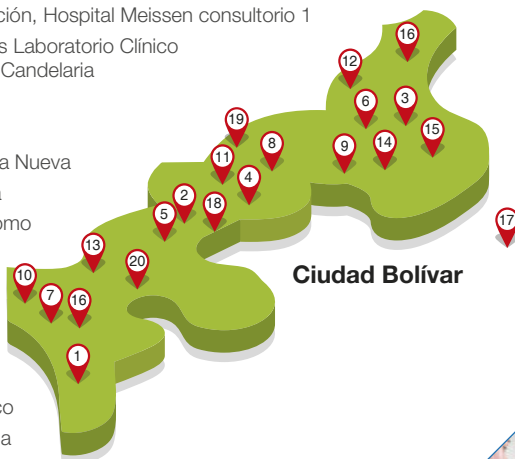 ción, Hospital Meissen consultorio 1
s Laboratorio Clínico
Candelaria
a Nueva
a
omo
co
a
16
12
6
3
19
15
14
9
8
11
4
2
18
5
17
13
20
10
7
16
1
Ciudad Bolívar